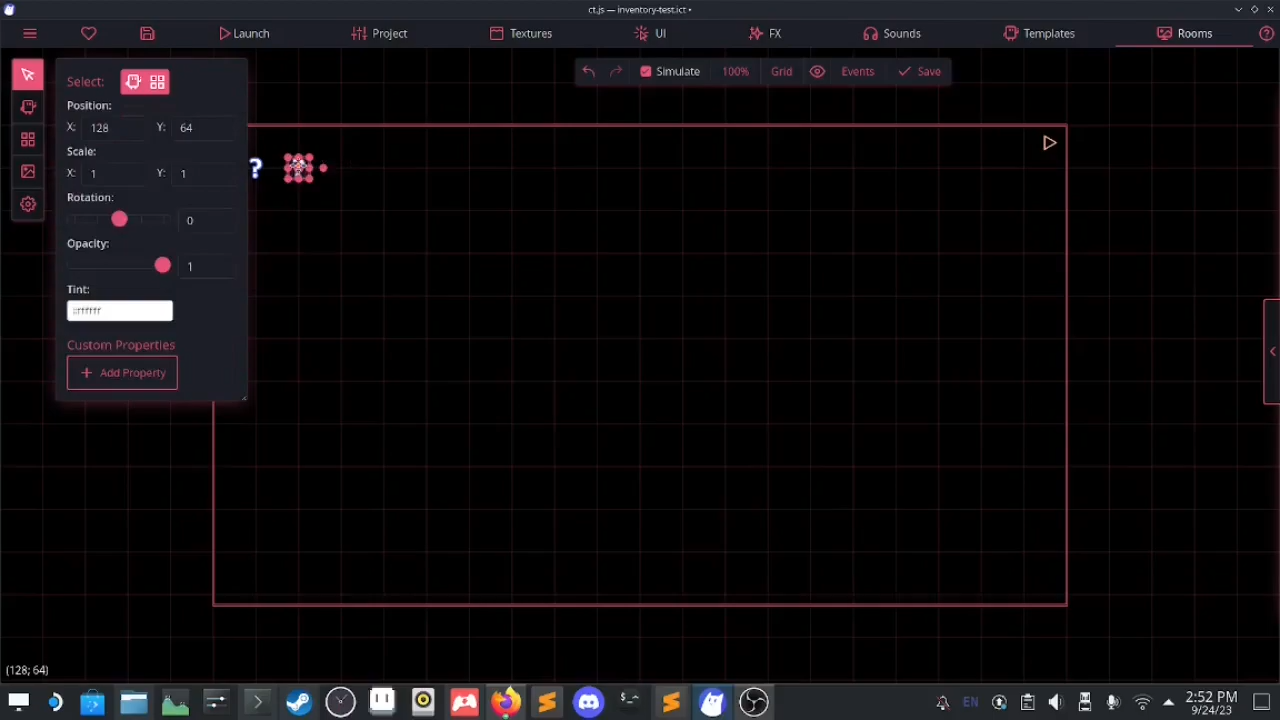 ct.js — inventory-test.ict •
Launch
Project
Textures
UI
FX
Sounds
Templates
Rooms
Select:
Simulate
100%
Grid
Events
Save
Position:
X: 128 Y: 64
Scale:
X: 1 Y: 1
?
Rotation:
0
Opacity:
1
Tint:
#ffffff
Custom Properties
+ Add Property
(128; 64)
EN
2:52 PM
9/24/23